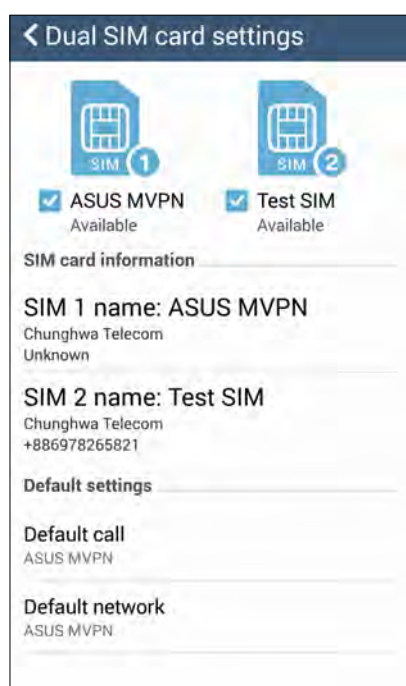 Dual SIM card settings
SIM 1
SIM 2
ASUS MVPN
Test SIM
Available
Available
SIM card information
SIM 1 name: ASUS MVPN
Chunghwa Telecom
Unknown
SIM 2 name: Test SIM
Chunghwa Telecom
+886978265821
Default settings
Default call
ASUS MVPN
Default network
ASUS MVPN